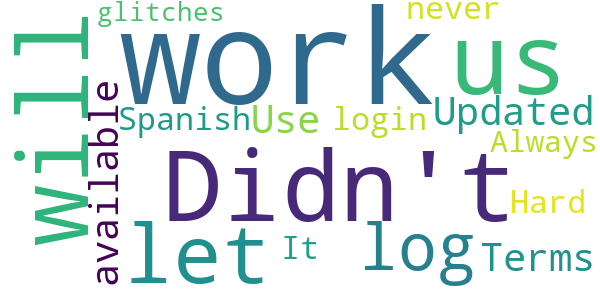 glitches
never
will
work
us
available
Spanish
Use
login
Updated
Always
Didn't
Hard
let
It
log
Terms